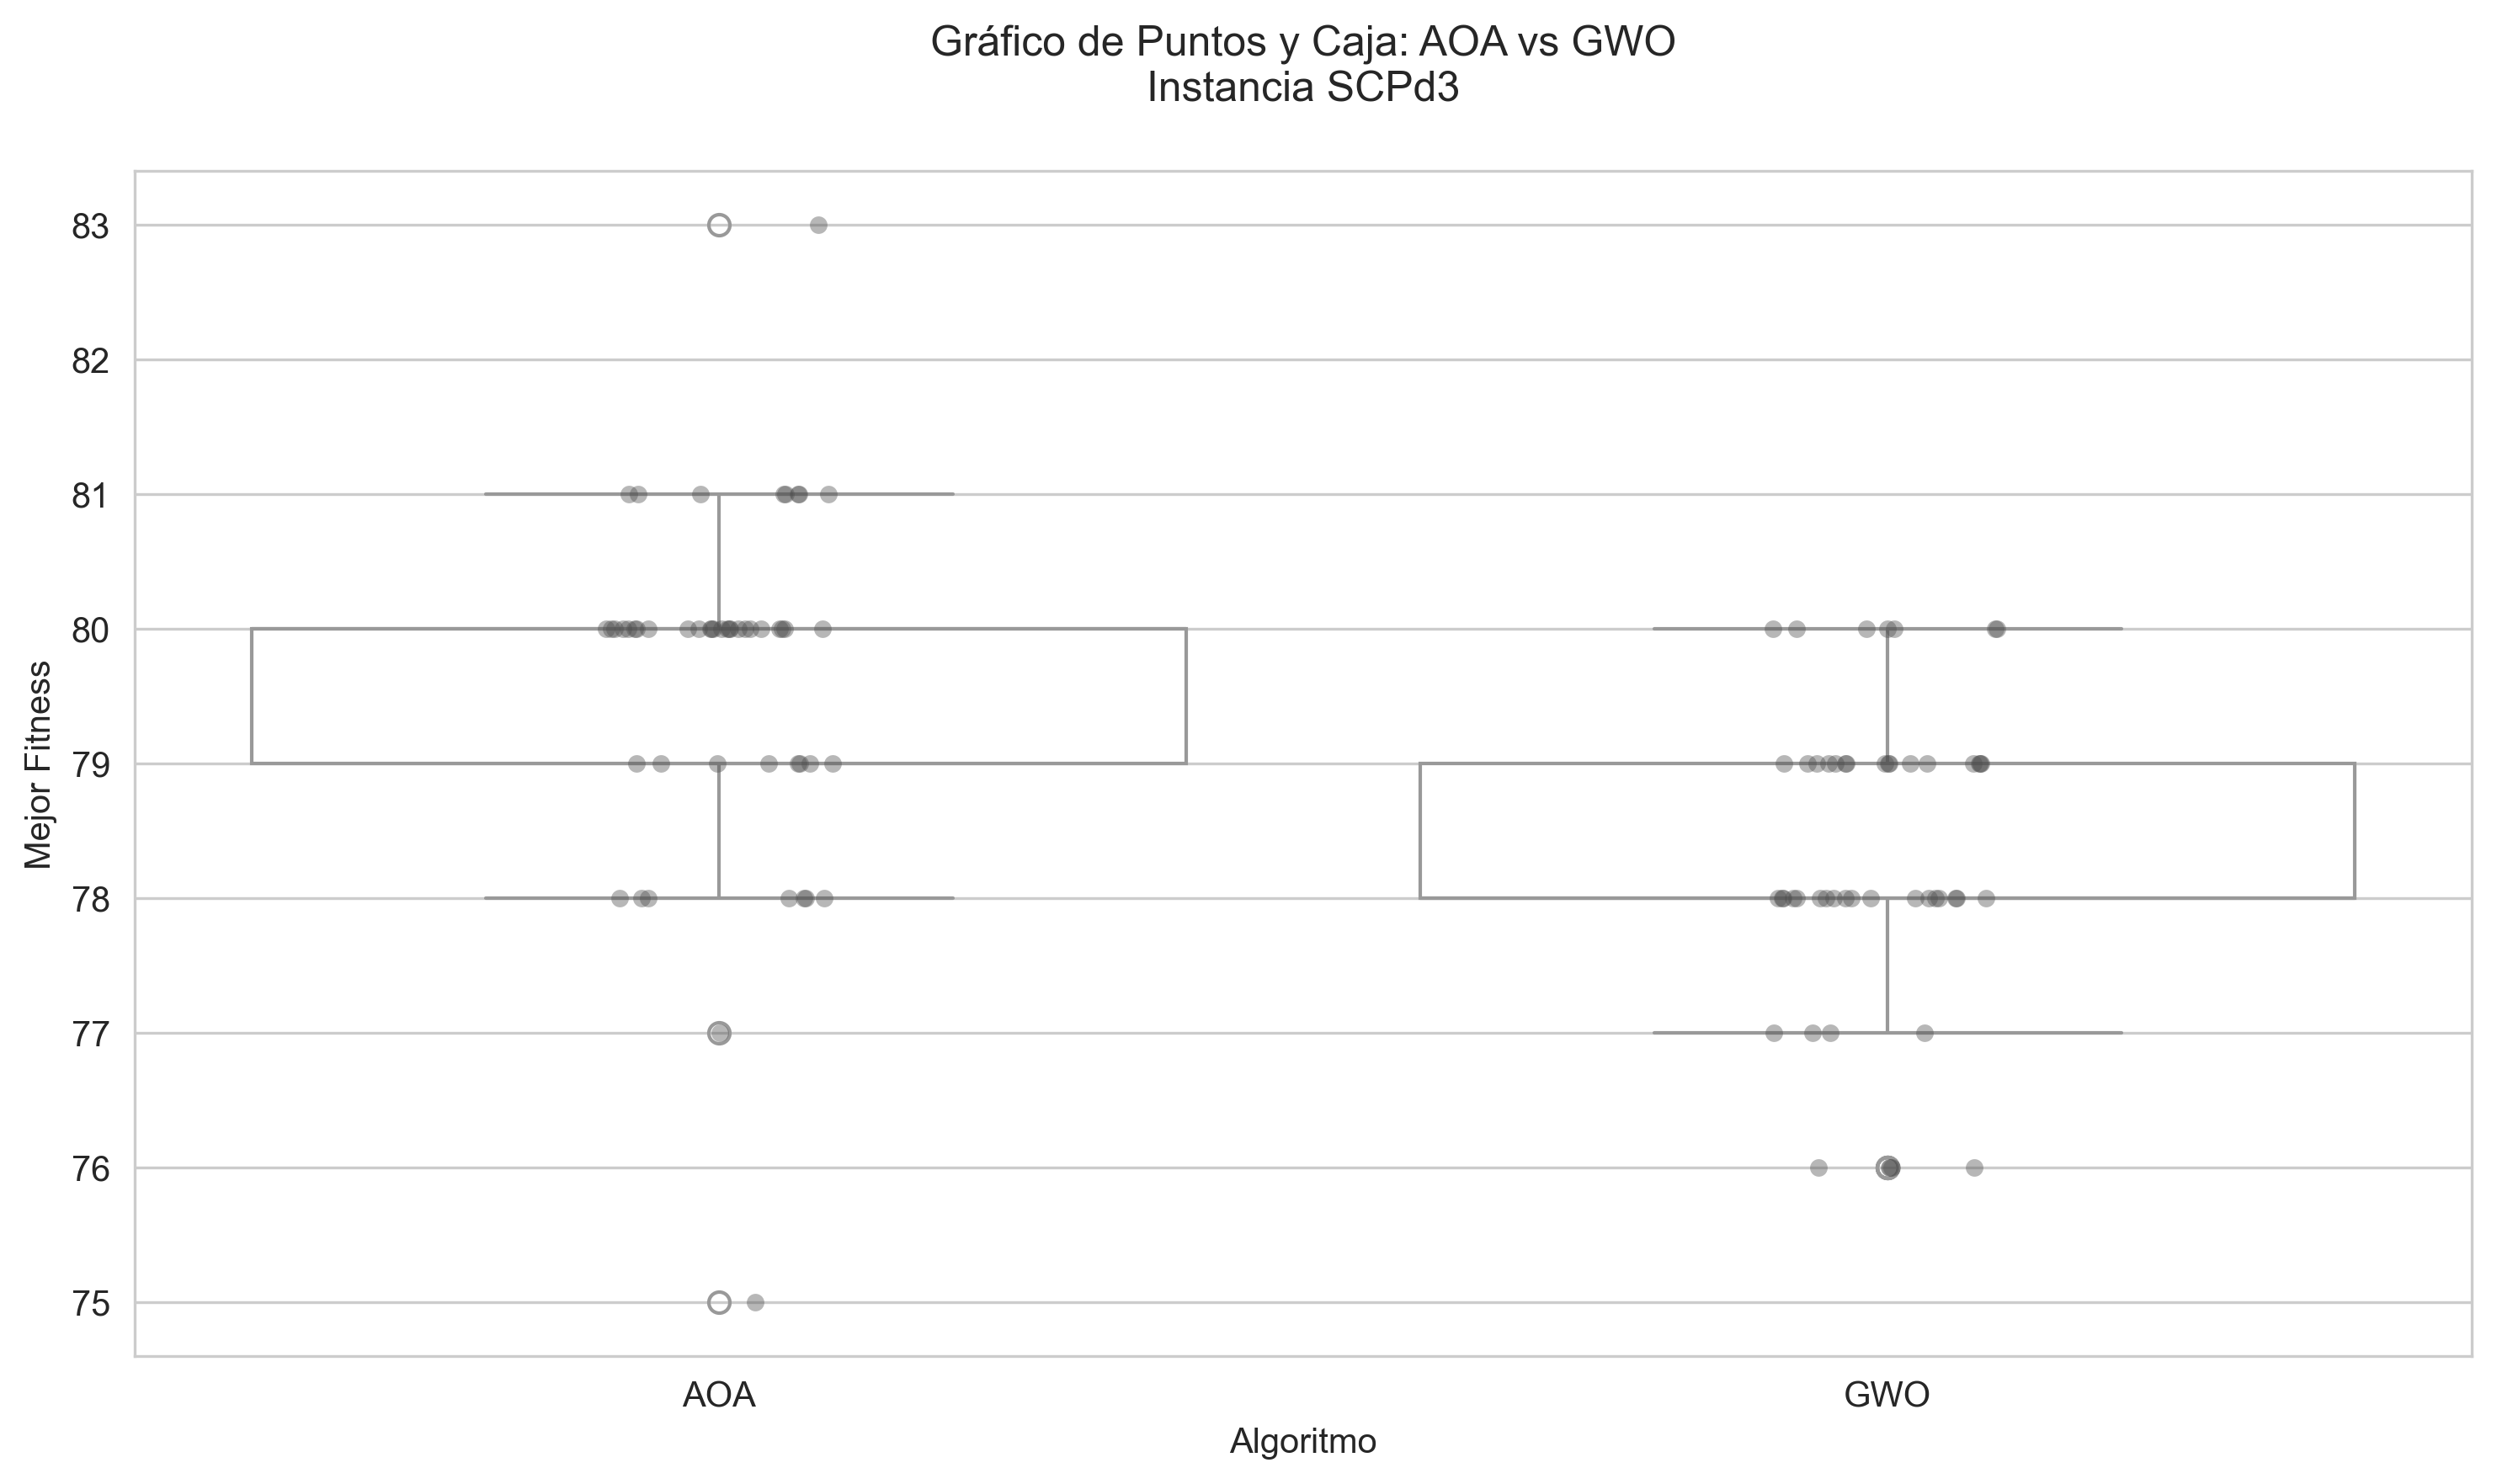 Gráfico de Puntos y Caja: AOA vs GWO
Instancia SCPd3
Mejor Fitness
83
82
81
80
79
78
77
76
75
AOA
GWO
Algoritmo